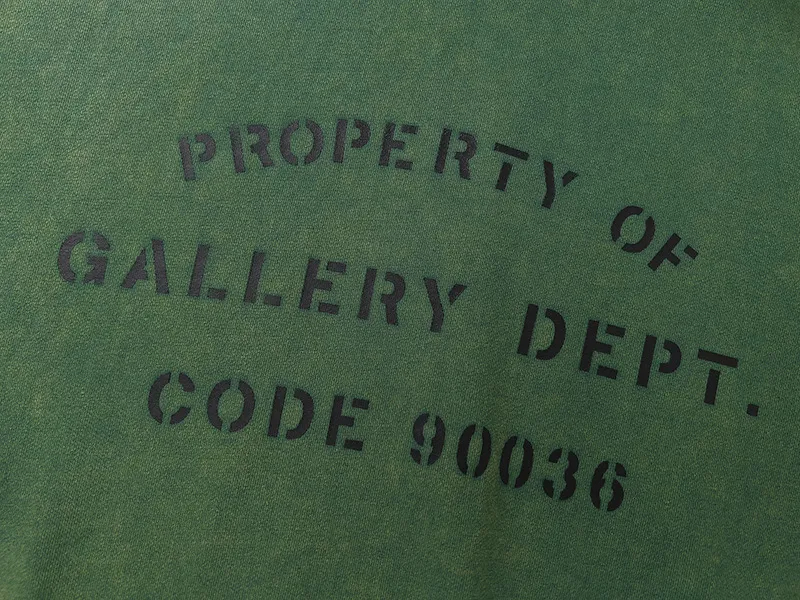 PROPERTY OF
GALLERY DEPT.
CODE 90036